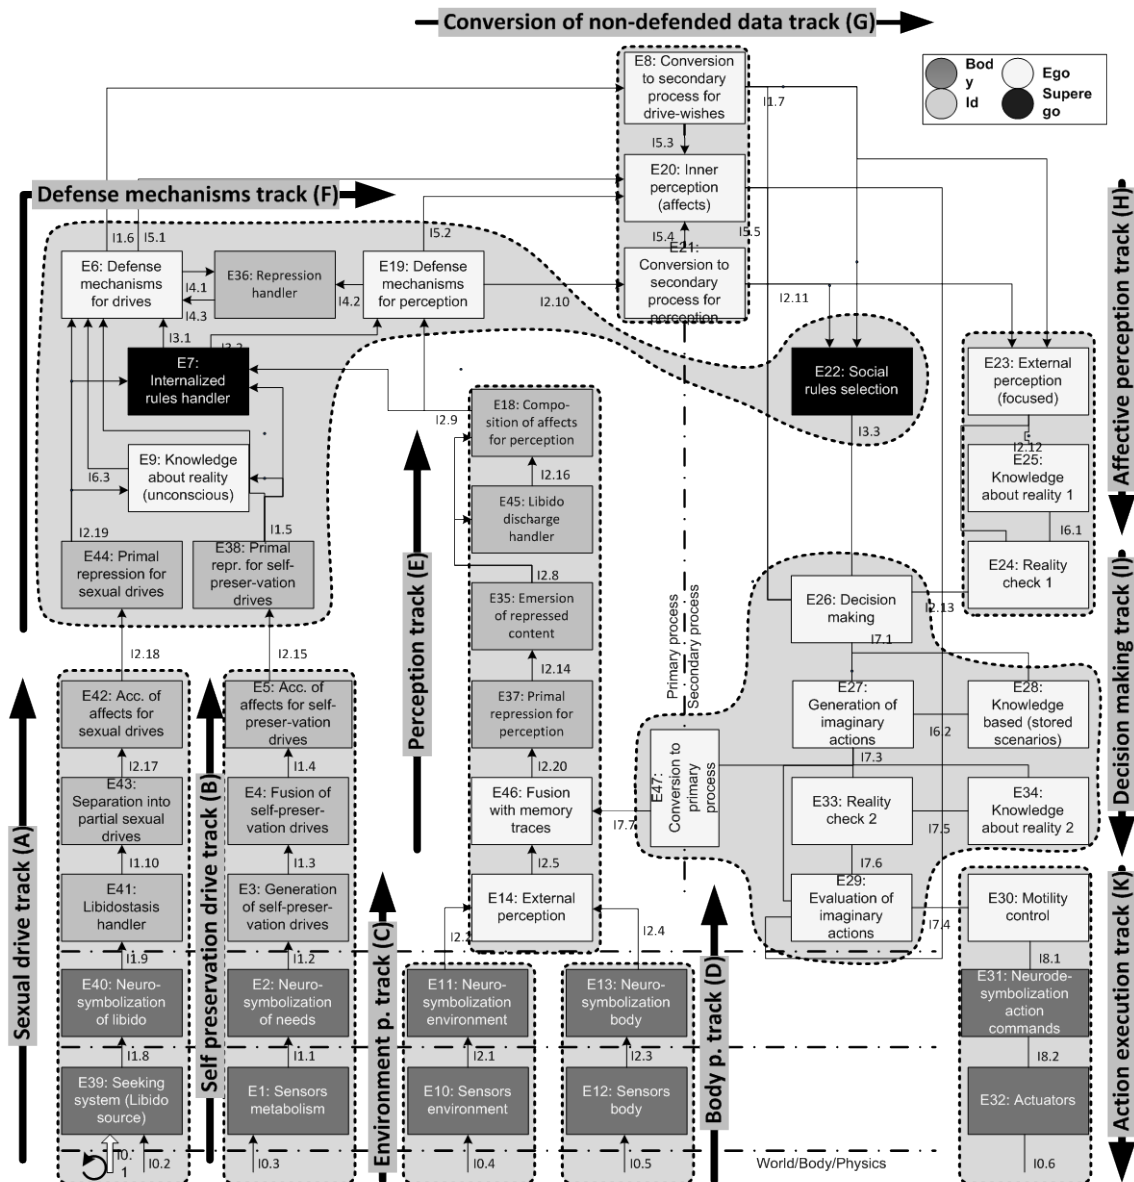 Conversion of non-defended data track (G)
E8: Conversion
to secondary
process for
drive-wishes
Bod
y
Ego
Id
Supere
go
I1.7
I5.3
E20: Inner
perception
(affects)
Defense mechanisms track (F)
I1.6
I5.1
I5.2
I5.4
I5.5
E6: Defense
mechanisms
for drives
I4.1
I4.3
E36: Repression
handler
I4.2
E19: Defense
mechanisms
for perception
I2.10
E21:
Conversion to
secondary
process for
perception
I2.11
Affective perception track (H)
I3.1
I3.2
E7:
Internalized
rules handler
E22: Social
rules selection
E23: External
perception
(focused)
I2.9
E18: Compo-
sition of affects
for perception
I3.3
I2.12
E9: Knowledge
about reality
(unconscious)
I6.3
I2.16
E25:
Knowledge
about reality 1
E45: Libido
discharge
handler
I2.19
I1.5
I6.1
E44: Primal
repression for
sexual drives
E38: Primal
repr. for self-
preser-vation
drives
Perception track (E)
I2.8
E24: Reality
check 1
E35: Emersion
of repressed
content
E26: Decision
making
I2.13
Primary process
Secondary process
I7.1
I2.18
I2.15
I2.14
Decision making track (I)
E42: Acc. of
affects for
sexual drives
E5: Acc. of
affects for self-
preser-vation
drives
E37: Primal
repression for
perception
E27:
Generation of
imaginary
actions
I6.2
E28:
Knowledge
based (stored
scenarios)
I2.17
I1.4
I2.20
I7.3
E47:
Conversion to
primary
process
E43:
Separation into
partial sexual
drives
E4: Fusion of
self-preser-
vation drives
E46: Fusion
with memory
traces
I7.7
E33: Reality
check 2
I7.5
E34:
Knowledge
about reality 2
Sexual drive track (A)
Self preservation drive track (B)
I1.10
I1.3
I2.5
I7.6
E41:
Libidostasis
handler
E3: Generation
of self-preser-
vation drives
E14: External
perception
E29:
Evaluation of
imaginary
actions
I7.4
E30: Motility
control
Environment p. track (C)
Body p. track (D)
Action execution track (K)
I1.9
I1.2
I2.2
I2.4
I8.1
E40: Neuro-
symbolization
of libido
E2: Neuro-
symbolization
of needs
E11: Neuro-
symbolization
environment
E13: Neuro-
symbolization
body
E31: Neurode-
symbolization
action
commands
I1.8
I1.1
I2.1
I2.3
I8.2
E39: Seeking
system (Libido
source)
E1: Sensors
metabolism
E10: Sensors
environment
E12: Sensors
body
E32: Actuators
I0.
1
I0.2
I0.3
I0.4
I0.5
World/Body/Physics
I0.6